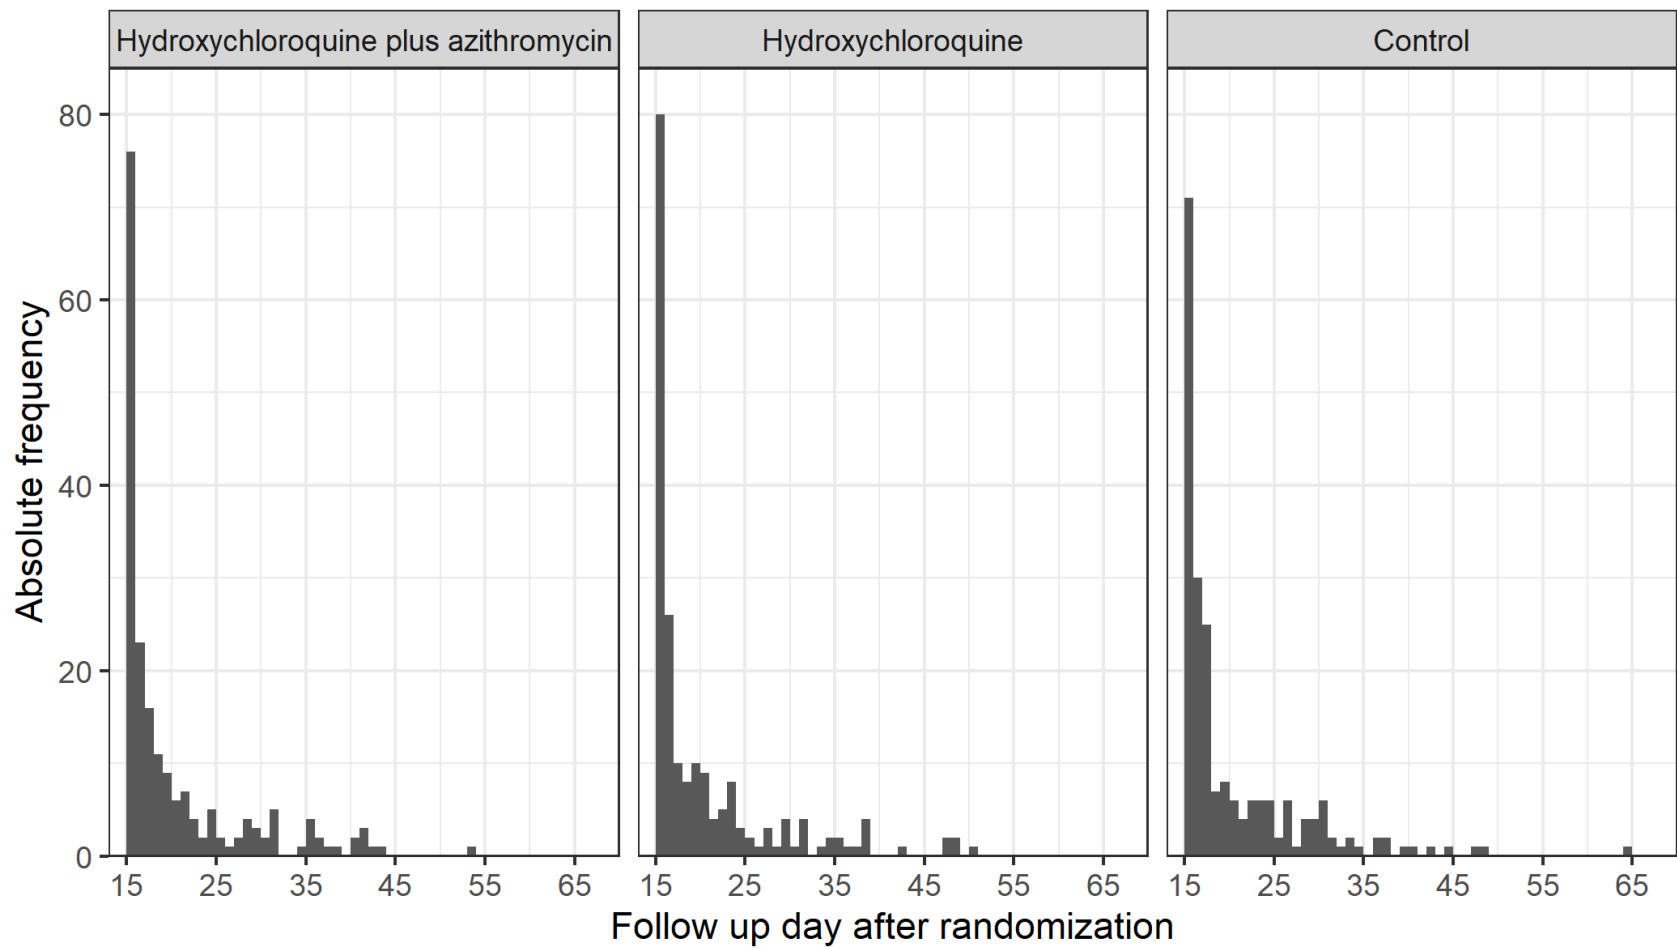 Hydroxychloroquine plus azithromycin
Hydroxychloroquine
Control
Absolute frequency
80
60
40
20
0
15 25 35 45 55 65
15 25 35 45 55 65
15 25 35 45 55 65
Follow up day after randomization